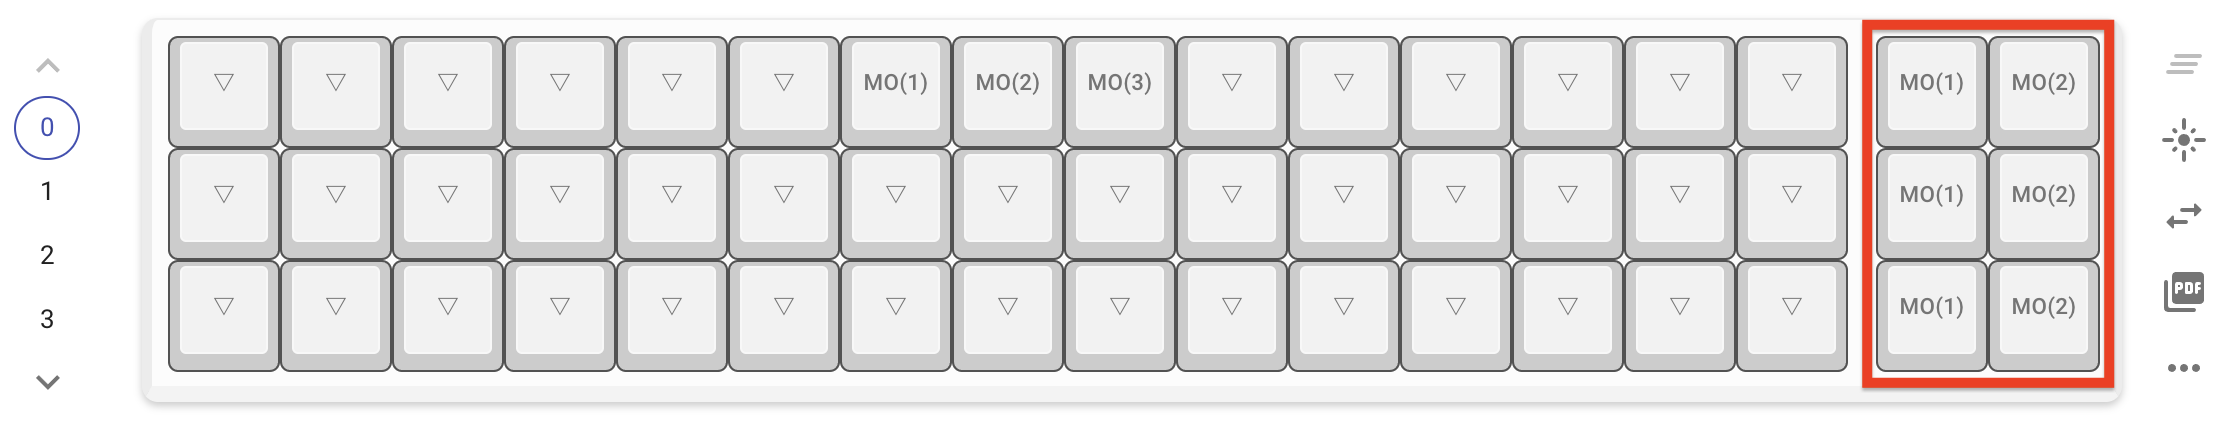 ▽ ▽ ▽ ▽ ▽ ▽ MO(1) MO(2) MO(3) ▽ ▽ ▽ ▽ ▽ ▽ MO(1) MO(2)
0
1
▽ ▽ ▽ ▽ ▽ ▽ ▽ ▽ ▽ ▽ ▽ ▽ ▽ ▽ ▽ MO(1) MO(2)
2
▽ ▽ ▽ ▽ ▽ ▽ ▽ ▽ ▽ ▽ ▽ ▽ ▽ ▽ ▽ MO(1) MO(2)
PDF
3